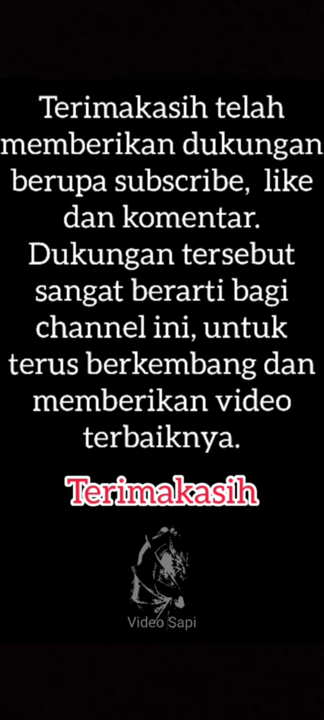 Terimakasih telah
memberikan dukungan
berupa subscribe, like
dan komentar.
Dukungan tersebut
sangat berarti bagi
channel ini, untuk
terus berkembang dan
memberikan video
terbaiknya.
Terimakasih
Video Sapi